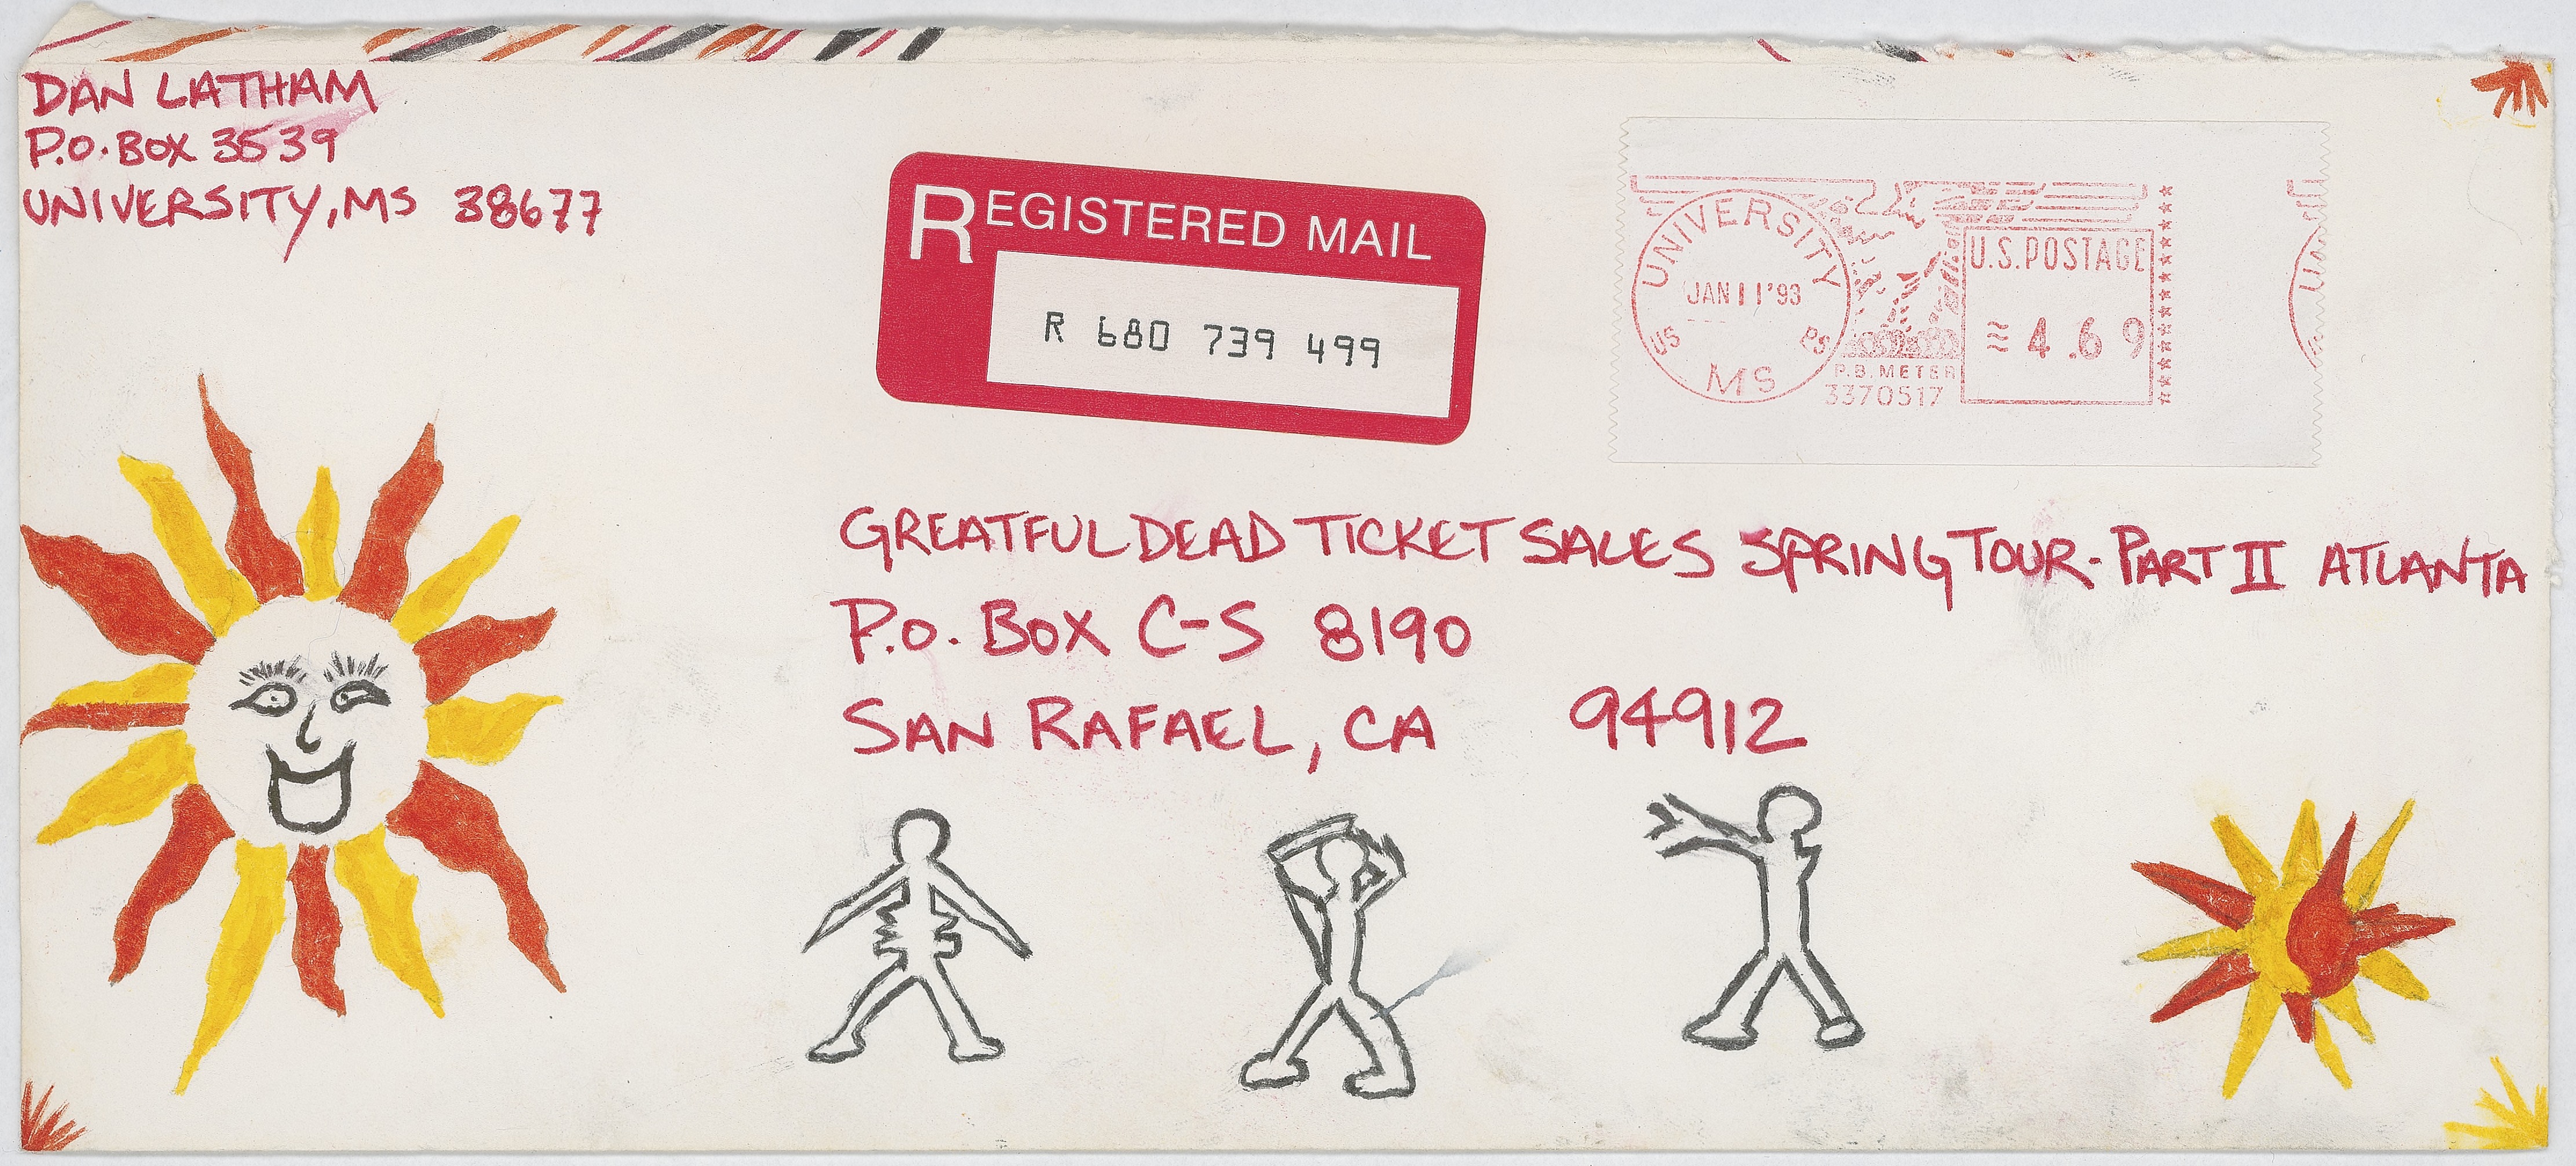 DAN LATHAM
P.O. BOX 3539
UNIVERSITY, MS 38677
REGISTERED MAIL
R 680 739 499
UNIVERSITY
JAN 11 '93
US PS
MS
P.B. METER
3370517
U.S. POSTAGE
4.69
GREATFUL DEAD TICKET SALES SPRING TOUR - PART II ATLANTA
P.O. BOX C-S 8190
SAN RAFAEL, CA 94912